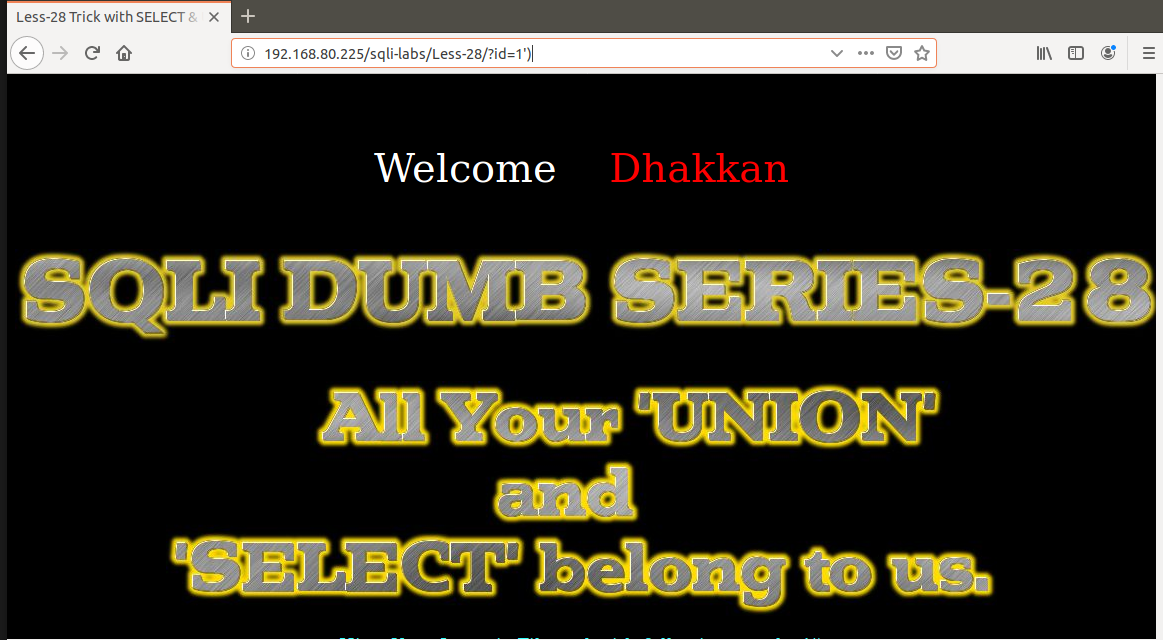 Less-28 Trick with SELECT &
192.168.80.225/sqli-labs/Less-28/?id=1')
Welcome Dhakkan
SQLI DUMB SERIES-28
All Your 'UNION'
and
'SELECT' belong to us.